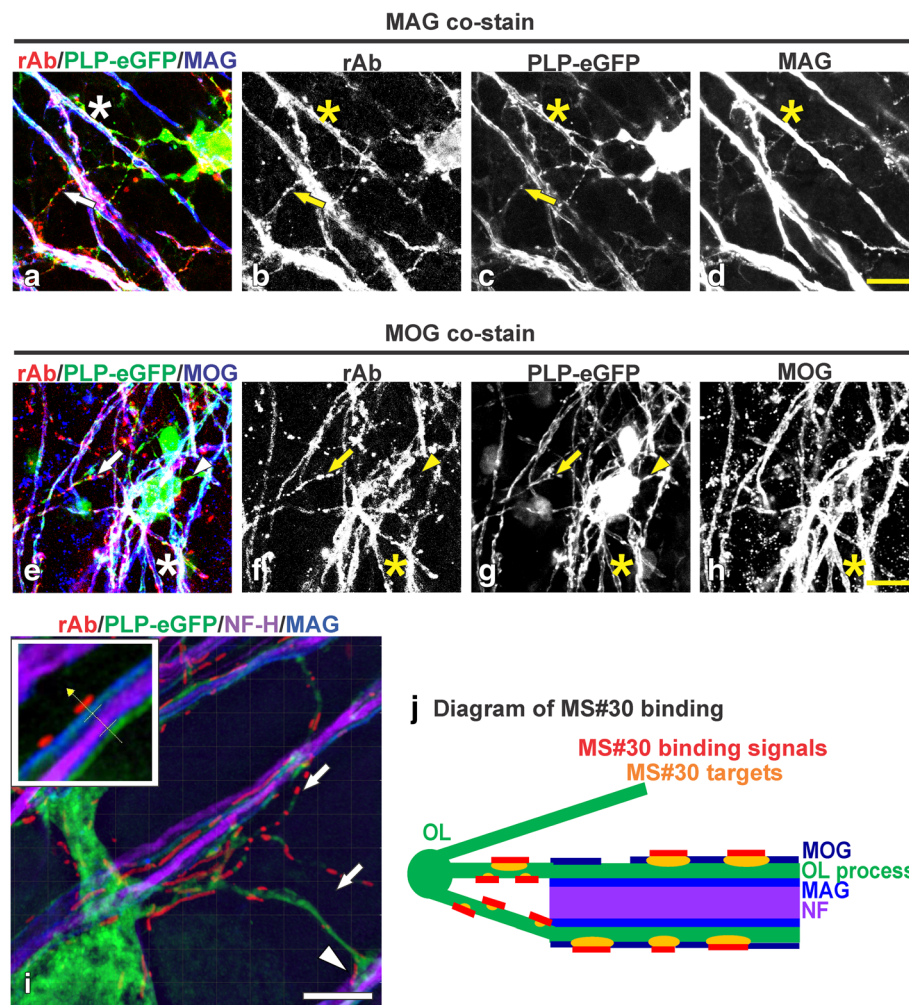 MAG co-stain
rAb/PLP-eGFP/MAG rAb PLP-eGFP MAG
* * * *
a b c d
MOG co-stain
rAb/PLP-eGFP/MOG rAb PLP-eGFP MOG
* * * *
e f g h
rAb/PLP-eGFP/NF-H/MAG
i
j Diagram of MS#30 binding
MS#30 binding signals
MS#30 targets
OL
MOG
OL process
MAG
NF